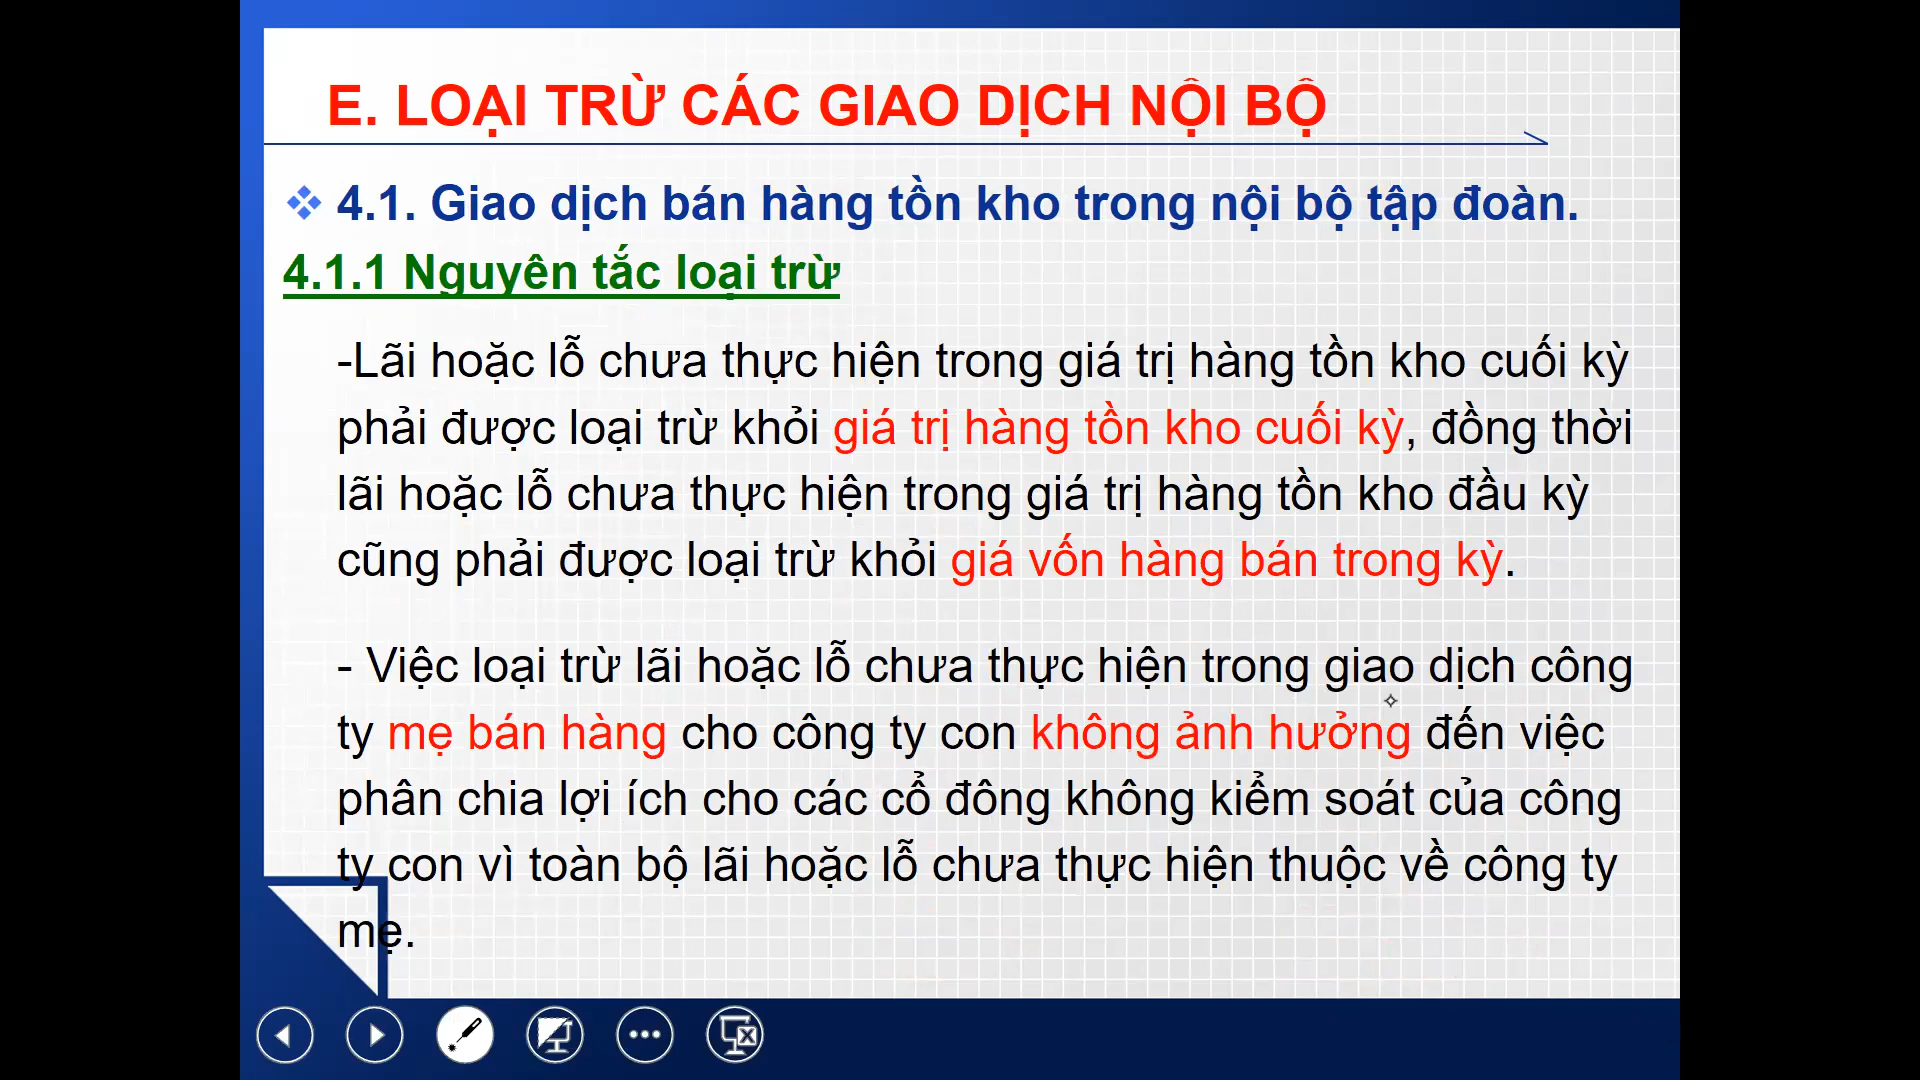 E. LOẠI TRỪ CÁC GIAO DỊCH NỘI BỘ
4.1. Giao dịch bán hàng tồn kho trong nội bộ tập đoàn.
4.1.1 Nguyên tắc loại trừ
-Lãi hoặc lỗ chưa thực hiện trong giá trị hàng tồn kho cuối kỳ
phải được loại trừ khỏi giá trị hàng tồn kho cuối kỳ, đồng thời
lãi hoặc lỗ chưa thực hiện trong giá trị hàng tồn kho đầu kỳ
cũng phải được loại trừ khỏi giá vốn hàng bán trong kỳ.
- Việc loại trừ lãi hoặc lỗ chưa thực hiện trong giao dịch công
ty mẹ bán hàng cho công ty con không ảnh hưởng đến việc
phân chia lợi ích cho các cổ đông không kiểm soát của công
ty con vì toàn bộ lãi hoặc lỗ chưa thực hiện thuộc về công ty
mẹ.